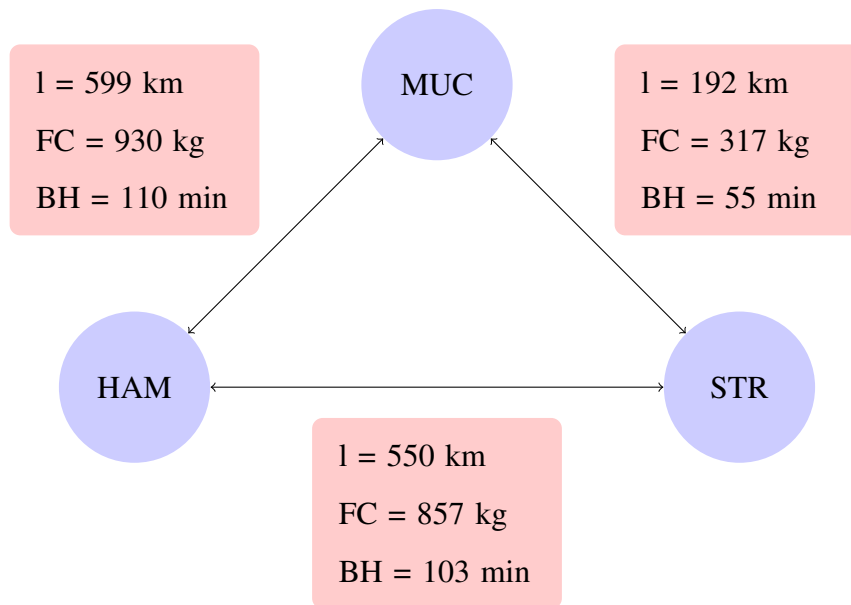 l = 599 km
FC = 930 kg
BH = 110 min
MUC
l = 192 km
FC = 317 kg
BH = 55 min
HAM
STR
l = 550 km
FC = 857 kg
BH = 103 min